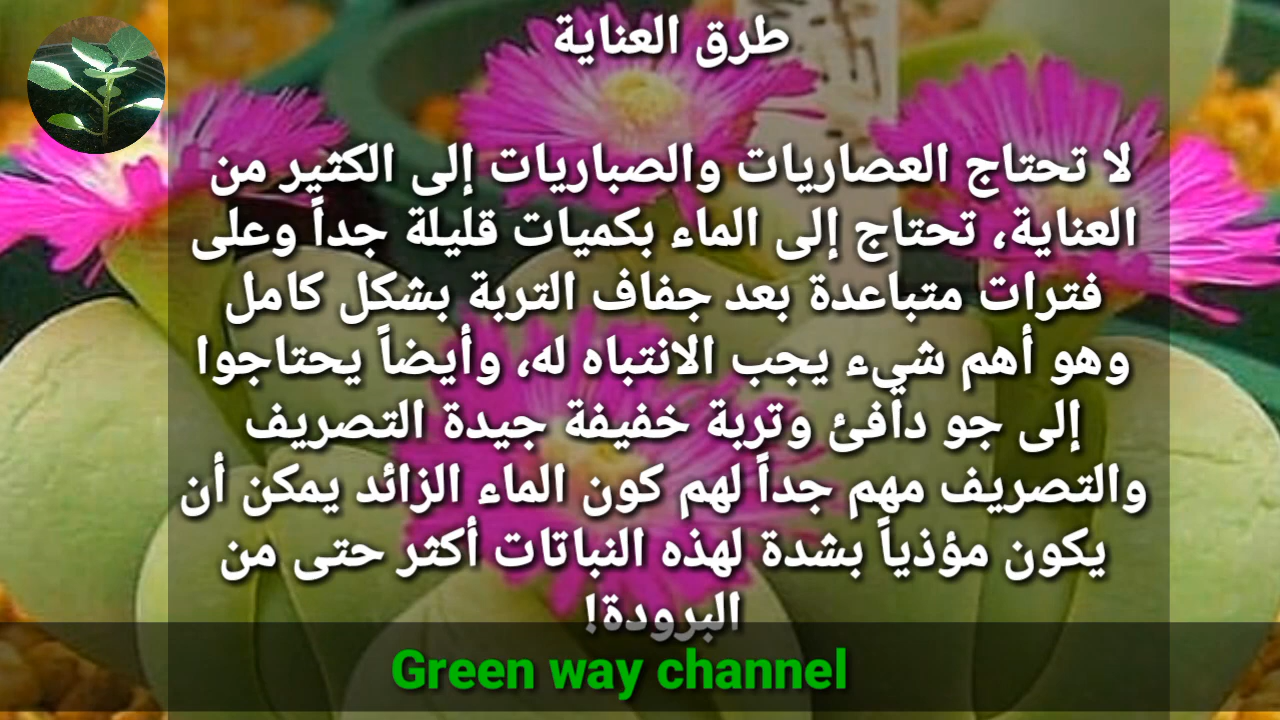 طرق العناية
لا تحتاج العصاريات والصباريات إلى الكثير من
العناية، تحتاج إلى الماء بكميات قليلة جداً وعلى
فترات متباعدة بعد جفاف التربة بشكل كامل
وهو أهم شيء يجب الانتباه له، وأيضاً يحتاجوا
إلى جو دافئ وتربة خفيفة جيدة التصريف
والتصريف مهم جداً لهم كون الماء الزائد يمكن أن
يكون مؤذياً بشدة لهذه النباتات أكثر حتى من
البرودة!
Green way channel